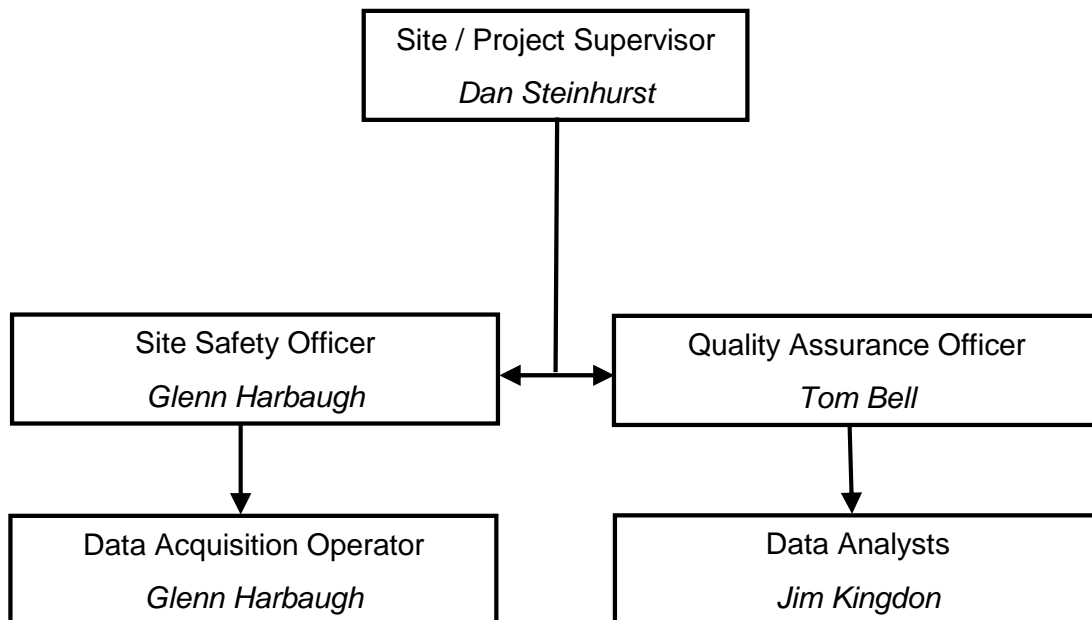 Site / Project Supervisor
Dan Steinhurst
Site Safety Officer
Glenn Harbaugh
Quality Assurance Officer
Tom Bell
Data Acquisition Operator
Glenn Harbaugh
Data Analysts
Jim Kingdon